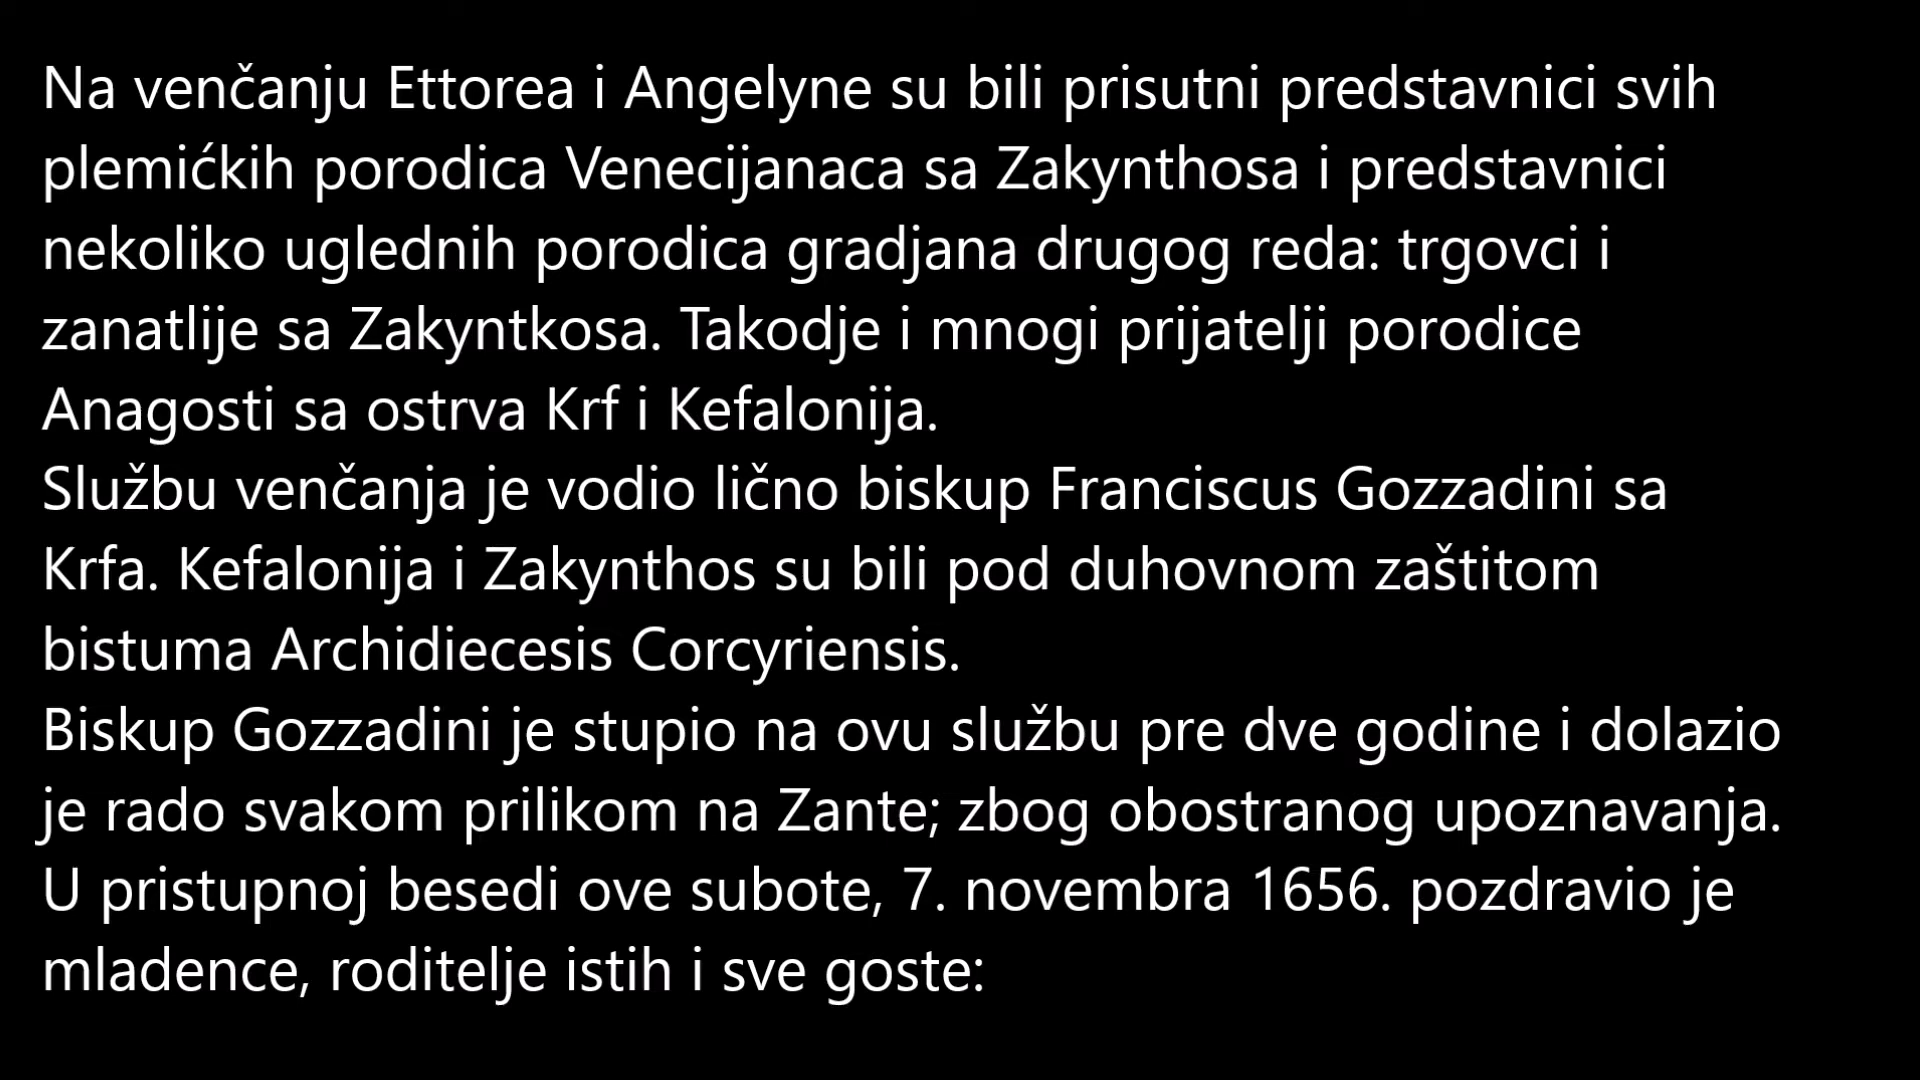 Na venčanju Ettorea i Angelyne su bili prisutni predstavnici svih
plemićkih porodica Venecijanaca sa Zakynthosa i predstavnici
nekoliko uglednih porodica gradjana drugog reda: trgovci i
zanatlije sa Zakyntkosa. Takodje i mnogi prijatelji porodice
Anagosti sa ostrva Krf i Kefalonija.
Službu venčanja je vodio lično biskup Franciscus Gozzadini sa
Krfa. Kefalonija i Zakynthos su bili pod duhovnom zaštitom
bistuma Archidiecesis Corcyriensis.
Biskup Gozzadini je stupio na ovu službu pre dve godine i dolazio
je rado svakom prilikom na Zante; zbog obostranog upoznavanja.
U pristupnoj besedi ove subote, 7. novembra 1656. pozdravio je
mladence, roditelje istih i sve goste: